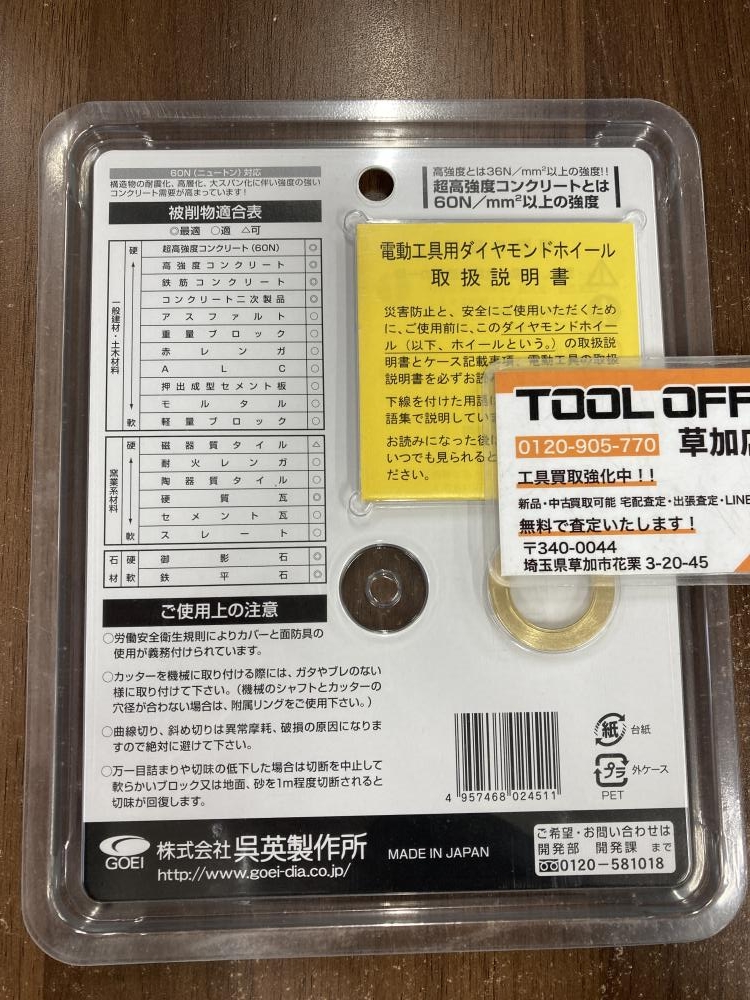 60N(ニュートン)対応
構造物の耐震化、高層化、大スパン化に伴い強度の強い
コンクリート需要が高まっています!
高強度とは36N/mm²以上の強度!!
超高強度コンクリートとは
60N/mm²以上の強度
被削物適合表
◎最適 ○適 △可
一般建材・土木材料
硬
軟
超高強度コンクリート(60N) ◎
高強度コンクリート ◎
鉄筋コンクリート ◎
コンクリート二次製品 ◎
アスファルト ○
重量ブロック ○
赤レンガ ○
ALC ○
押出成型セメント板 ○
モルタル ○
軽量ブロック ○
窯業系材料
硬
軟
磁器質タイル △
耐火レンガ ○
陶器質タイル ○
硬質瓦 ◎
セメント瓦 ○
スレート ○
石材
硬
軟
御影石 ◎
鉄平石 ◎
電動工具用ダイヤモンドホイール
取扱説明書
災害防止と、安全にご使用いただくため
に、ご使用前に、このダイヤモンドホイー
ル(以下、ホイールという。)の取扱説
明書とケース記載事項、電動工具の取扱
説明書を必ずお読
下線を付けた用語
語集で説明してい
お読みになった後
いつでも見られると
ださい。
TOOL OFF
0120-905-770 草加店
工具買取強化中!!
新品・中古買取可能 宅配査定・出張査定・LINE
無料で査定いたします!
〒340-0044
埼玉県草加市花栗 3-20-45
ご使用上の注意
○労働安全衛生規則によりカバーと面防具の
使用が義務付けられています。
○カッターを機械に取り付ける際には、ガタやブレのない
様に取り付けて下さい。(機械のシャフトとカッターの
穴径が合わない場合は、附属リングをご使用下さい。)
○曲線切り、斜め切りは異常摩耗、破損の原因になりま
すので絶対に避けて下さい。
○万一目詰まりや切味の低下した場合は切断を中止して
軟らかいブロック又は地面、砂を1m程度切断されると
切味が回復します。
4 957468 024511
紙 台紙
プラ 外ケース
PET
GOEI 株式会社 呉英製作所 MADE IN JAPAN
http://www.goei-dia.co.jp/
ご希望・お問い合わせは
開発部 開発課 まで
0120-581018